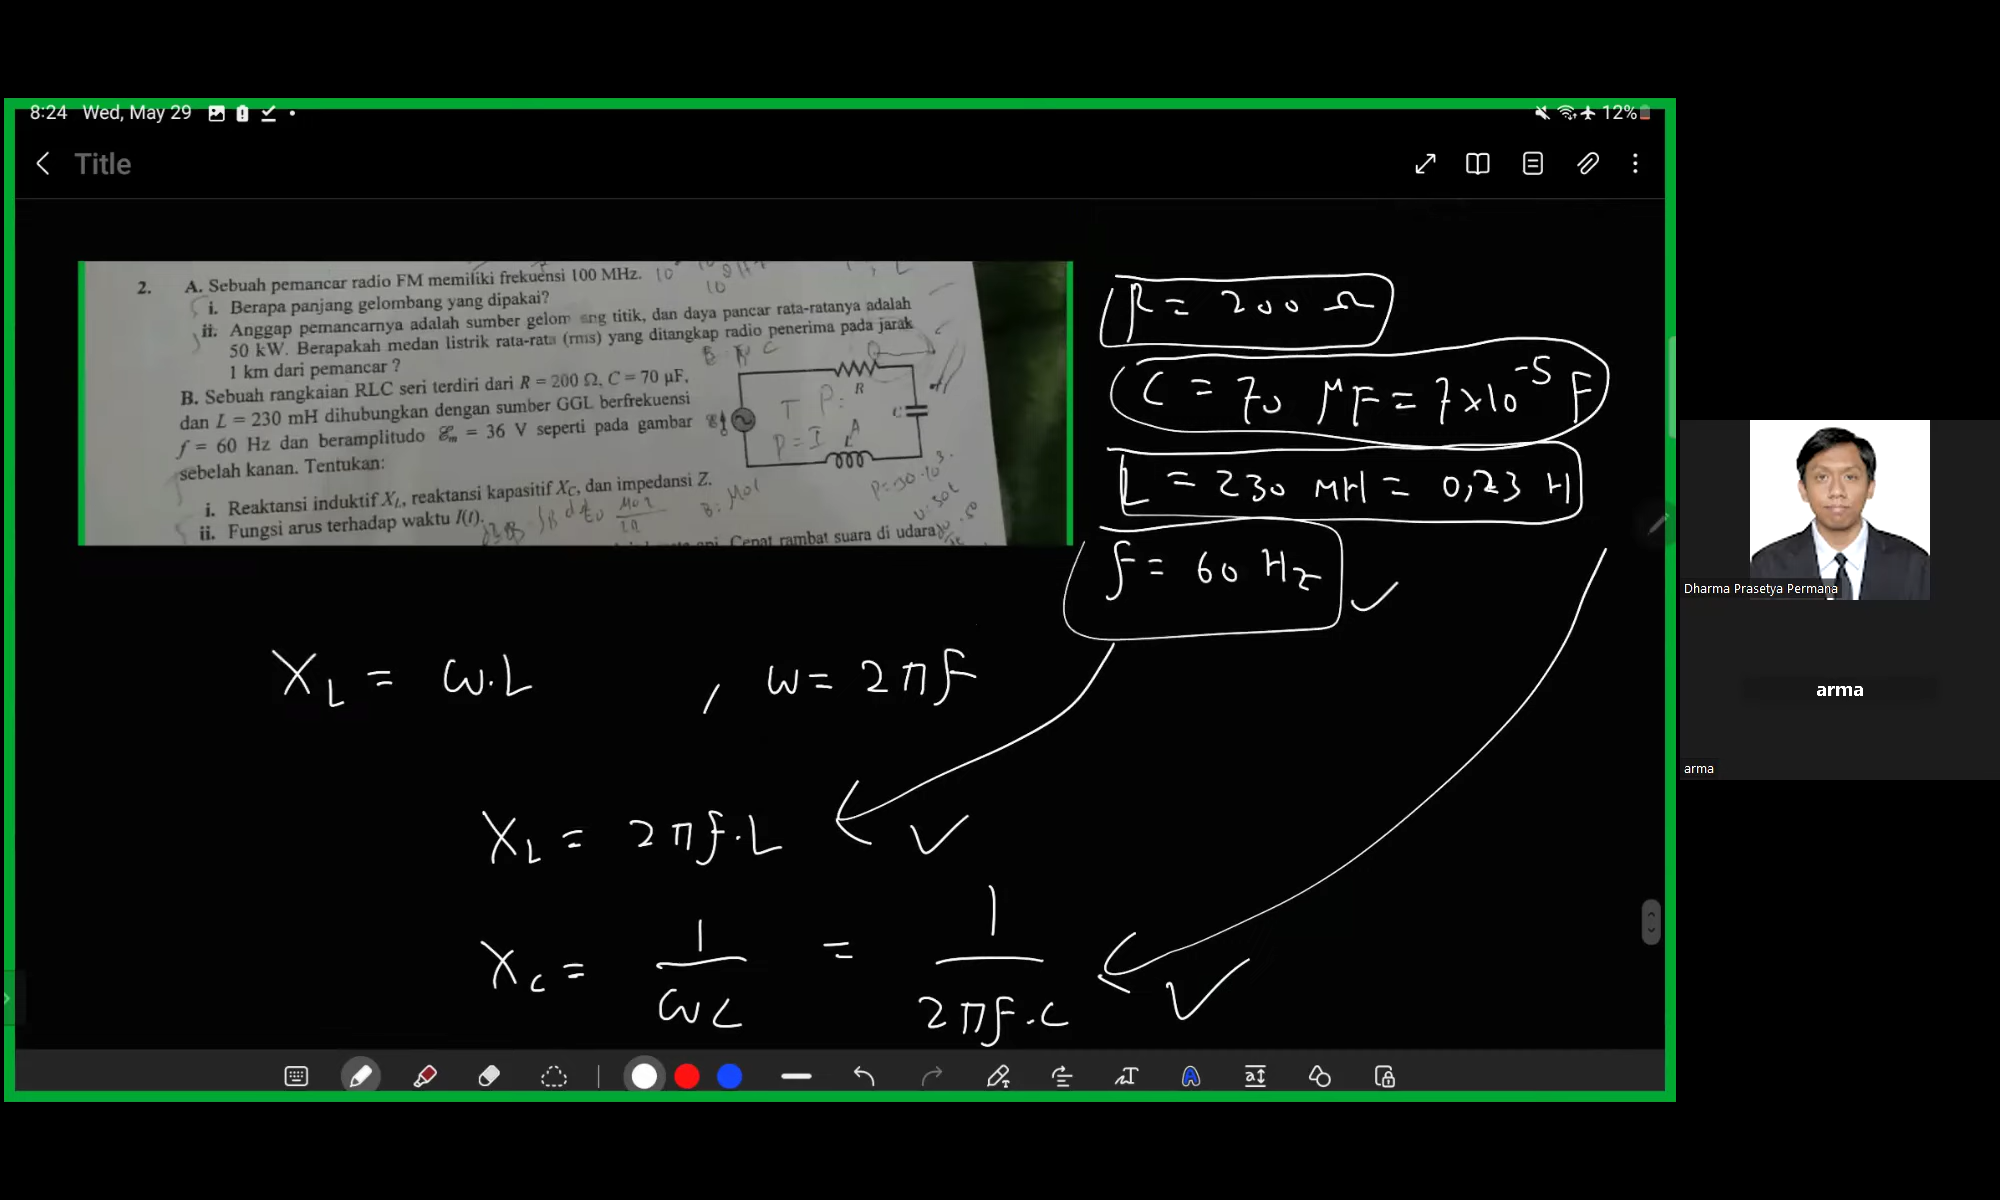 8:24 Wed, May 29
12%
Title
2. A. Sebuah pemancar radio FM memiliki frekuensi 100 MHz.
i. Berapa panjang gelombang yang dipakai?
ii. Anggap pemancarnya adalah sumber gelom ang titik, dan daya pancar rata-ratanya adalah
50 kW. Berapakah medan listrik rata-rata (rms) yang ditangkap radio penerima pada jarak
1 km dari pemancar ?
B. Sebuah rangkaian RLC seri terdiri dari R = 200 Ω, C = 70 μF,
dan L = 230 mH dihubungkan dengan sumber GGL berfrekuensi
f = 60 Hz dan beramplitudo ℰm = 36 V seperti pada gambar
sebelah kanan. Tentukan:
i. Reaktansi induktif XL, reaktansi kapasitif XC, dan impedansi Z.
ii. Fungsi arus terhadap waktu I(t).
Cepat rambat suara di udara
R
C
L
R = 200 Ω
C = 70 μF = 7×10⁻⁵ F
L = 230 MH = 0,23 H
f = 60 Hz
XL = ω.L , ω = 2πf
XL = 2πf.L
XC = 1/ωC = 1/2πf.C
Dharma Prasetya Permana
arma
arma